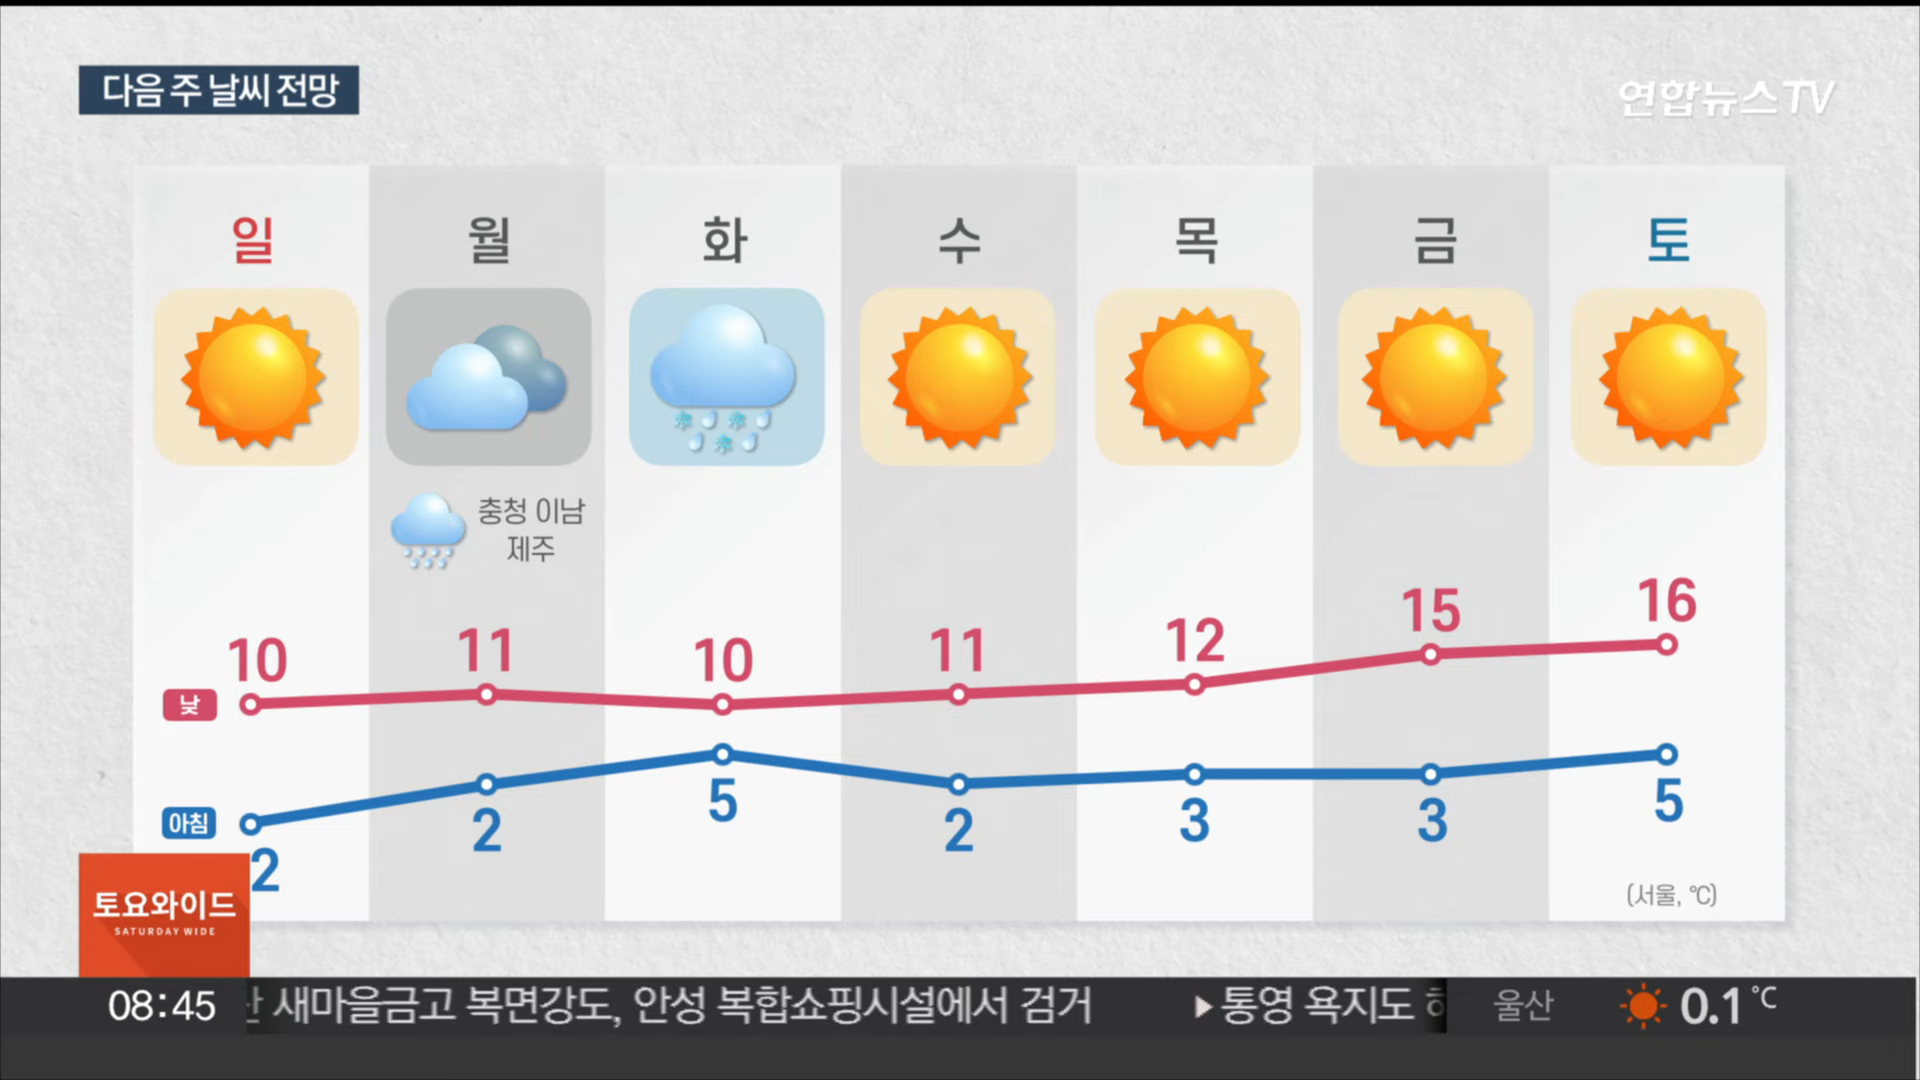 다음 주 날씨 전망
연합뉴스TV
일 월 화 수 목 금 토
충청 이남
제주
10 11 10 11 12 15 16
낮
아침
2 2 5 2 3 3 5
(서울, ℃)
토요와이드
SATURDAY WIDE
08:45 새마을금고 복면강도, 안성 복합쇼핑시설에서 검거 ▶통영 욕지도 울산 0.1℃